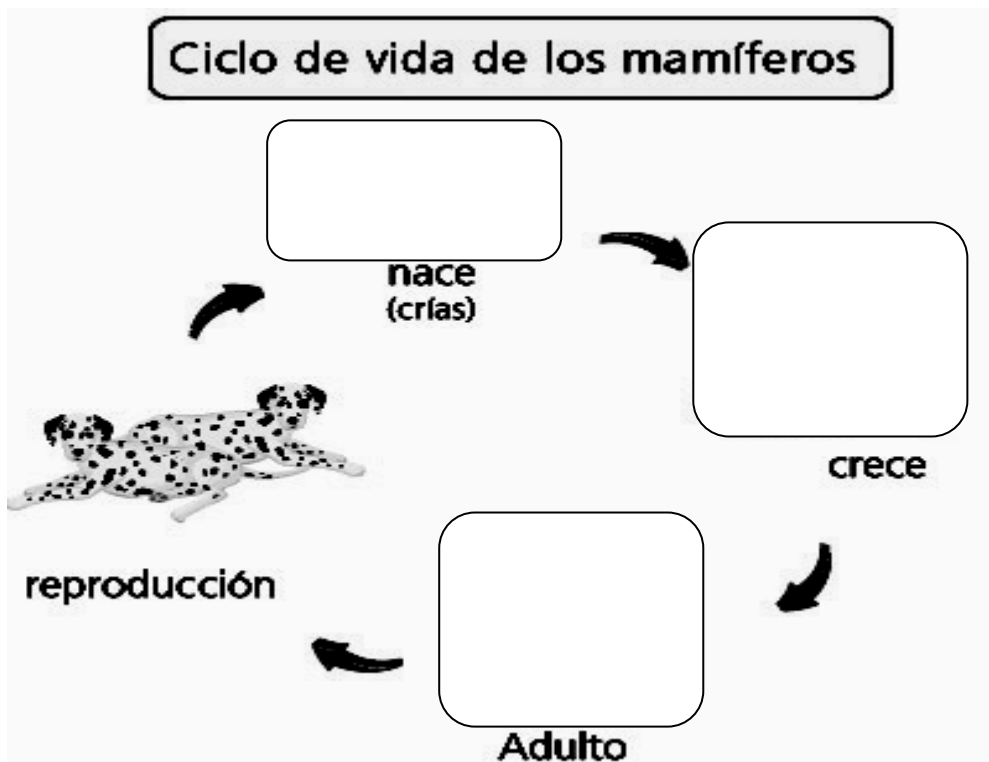 Ciclo de vida de los mamíferos
nace
(crías)
crece
reproducción
Adulto